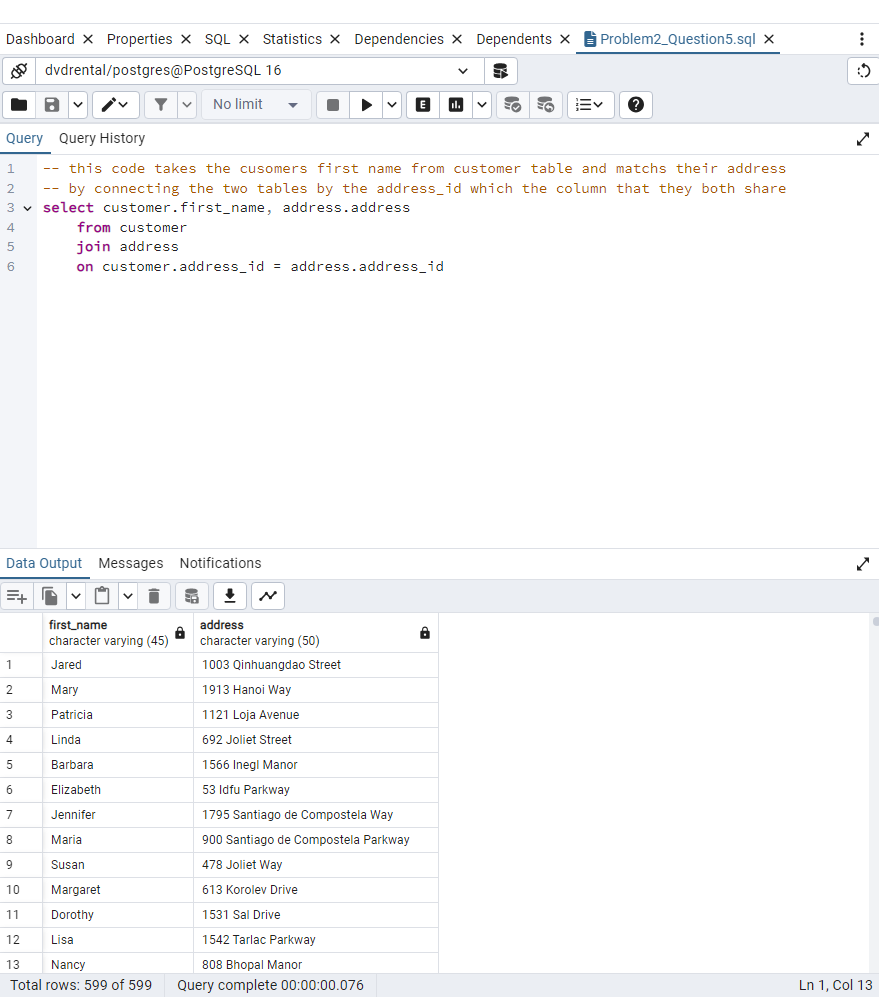 Dashboard Properties SQL Statistics Dependencies Dependents Problem2_Question5.sql
dvdrental/postgres@PostgreSQL 16
No limit E
Query Query History
1 -- this code takes the cusomers first name from customer table and matchs their address
2 -- by connecting the two tables by the address_id which the column that they both share
3 select customer.first_name, address.address
4 from customer
5 join address
6 on customer.address_id = address.address_id
Data Output Messages Notifications
first_name address
character varying (45) character varying (50)
1 Jared 1003 Qinhuangdao Street
2 Mary 1913 Hanoi Way
3 Patricia 1121 Loja Avenue
4 Linda 692 Joliet Street
5 Barbara 1566 Inegl Manor
6 Elizabeth 53 Idfu Parkway
7 Jennifer 1795 Santiago de Compostela Way
8 Maria 900 Santiago de Compostela Parkway
9 Susan 478 Joliet Way
10 Margaret 613 Korolev Drive
11 Dorothy 1531 Sal Drive
12 Lisa 1542 Tarlac Parkway
13 Nancy 808 Bhopal Manor
Total rows: 599 of 599 Query complete 00:00:00.076 Ln 1, Col 13